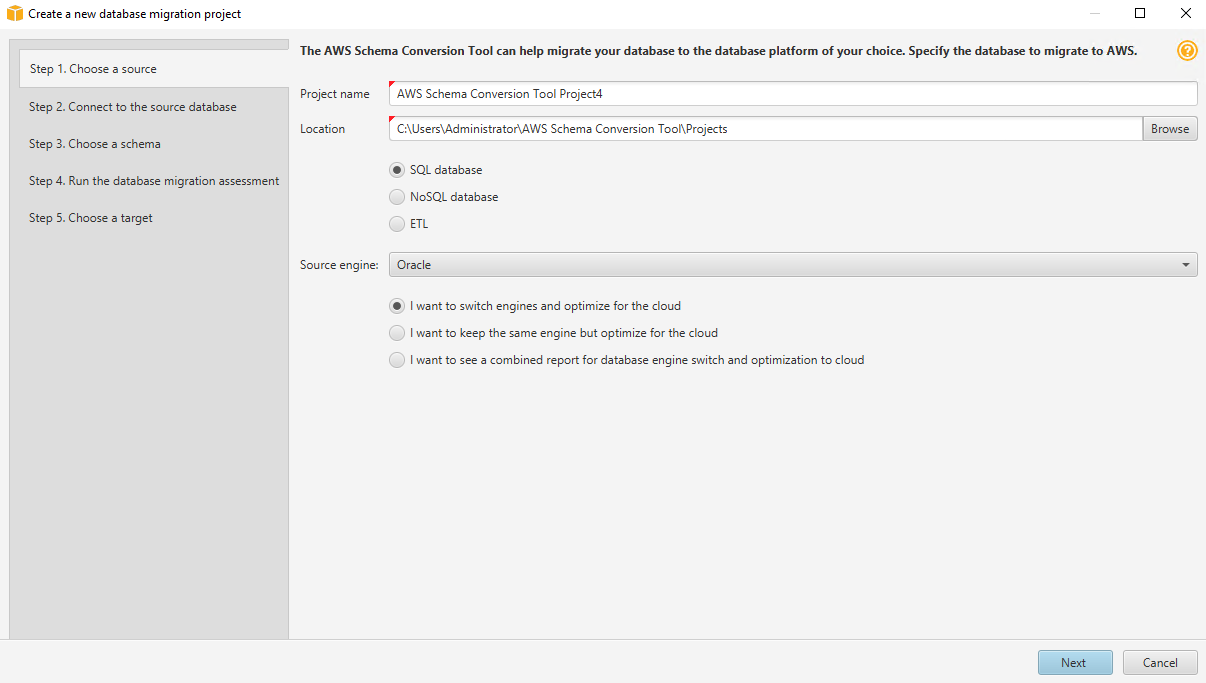 Create a new database migration project
Step 1. Choose a source
Step 2. Connect to the source database
Step 3. Choose a schema
Step 4. Run the database migration assessment
Step 5. Choose a target
The AWS Schema Conversion Tool can help migrate your database to the database platform of your choice. Specify the database to migrate to AWS.
?
Project name AWS Schema Conversion Tool Project4
Location C:\Users\Administrator\AWS Schema Conversion Tool\Projects Browse
SQL database
NoSQL database
ETL
Source engine: Oracle
I want to switch engines and optimize for the cloud
I want to keep the same engine but optimize for the cloud
I want to see a combined report for database engine switch and optimization to cloud
Next Cancel